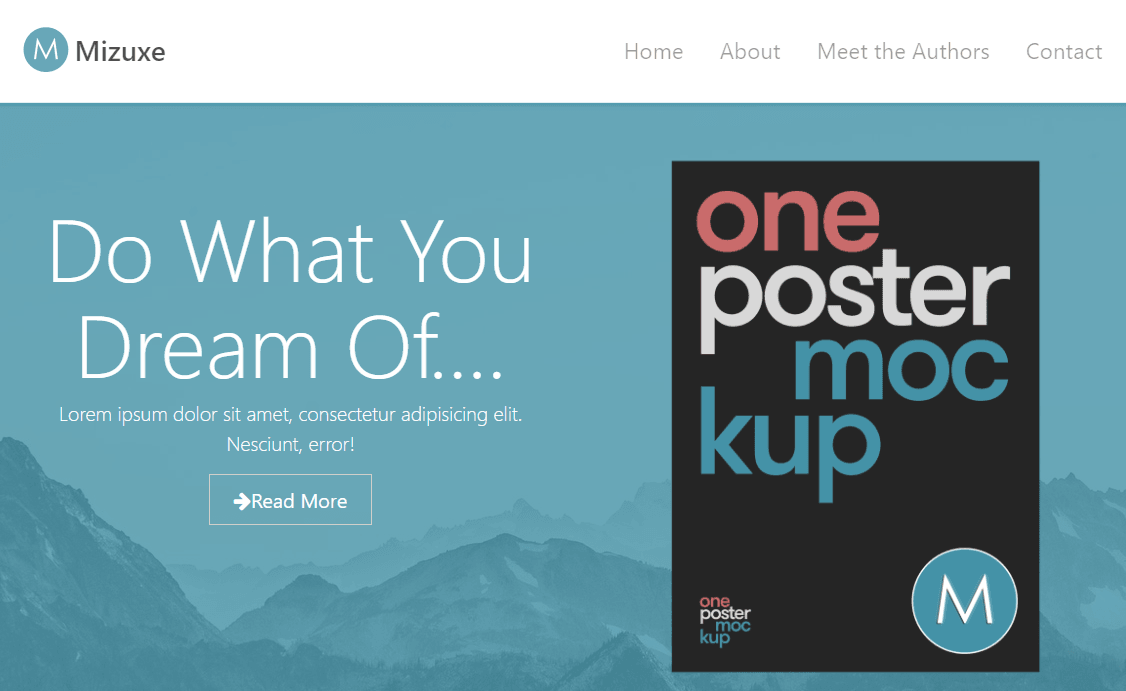 M Mizuxe
Home About Meet the Authors Contact
Do What You
Dream Of....
Lorem ipsum dolor sit amet, consectetur adipisicing elit.
Nesciunt, error!
Read More
one
poster
moc
kup
one
poster
moc
kup
M